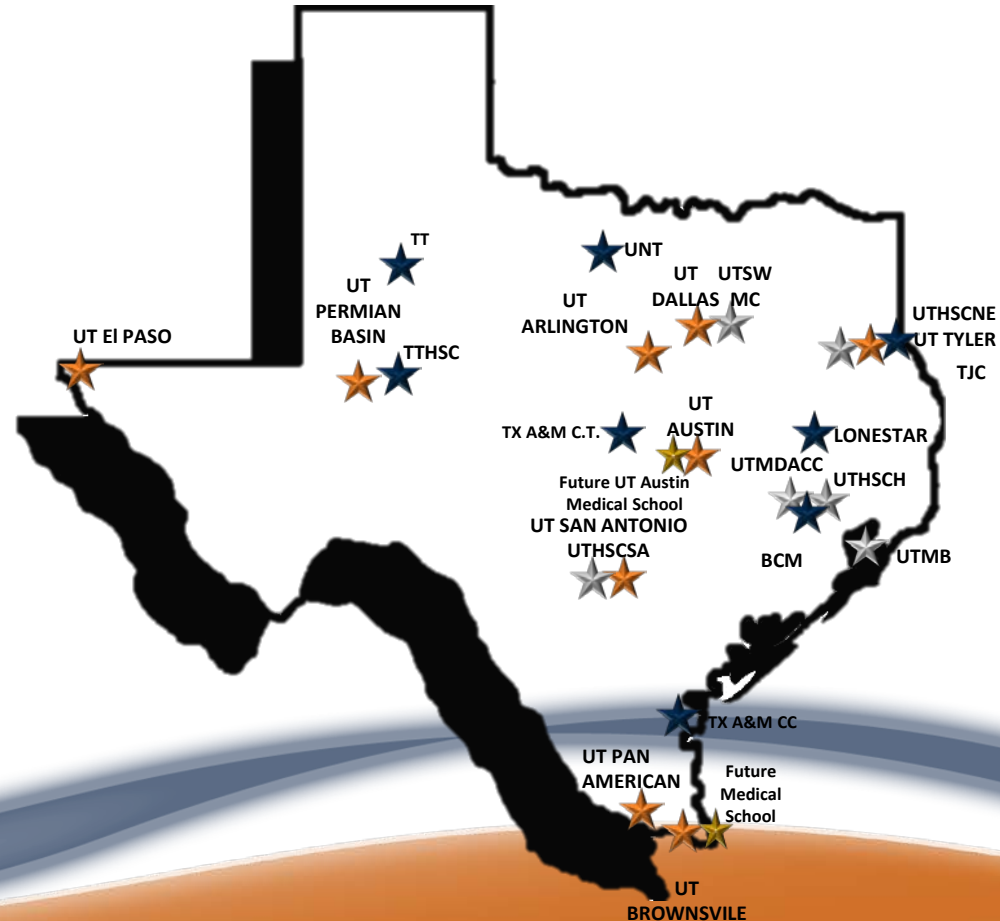 TT
UNT
UT
PERMIAN
BASIN
UT
DALLAS
UTSW
MC
UT
ARLINGTON
UTHSCNE
UT TYLER
TJC
UT El PASO
TTHSC
TX A&M C.T.
UT
AUSTIN
LONESTAR
Future UT Austin
Medical School
UTMDACC
UTHSCH
UT SAN ANTONIO
UTHSCSA
BCM
UTMB
TX A&M CC
UT PAN
AMERICAN
Future
Medical
School
UT
BROWNSVILE